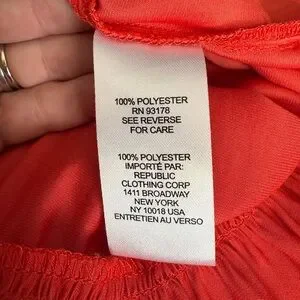 100% POLYESTER
RN 93178
SEE REVERSE
FOR CARE
100% POLYESTER
IMPORTÉ PAR:
REPUBLIC
CLOTHING CORP
1411 BROADWAY
NEW YORK
NY 10018 USA
ENTRETIEN AU VERSO